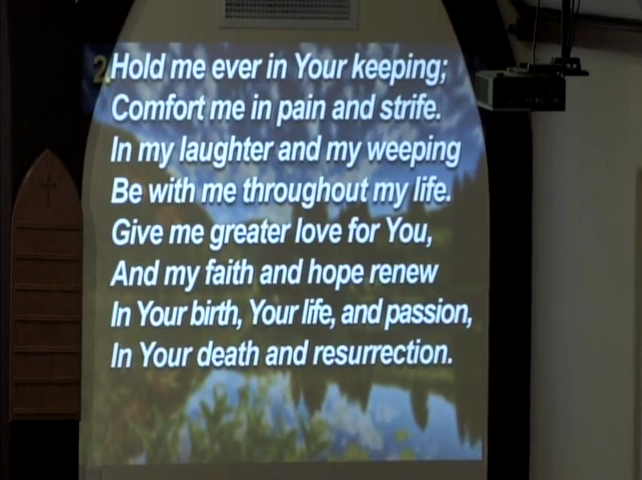 2. Hold me ever in Your keeping;
Comfort me in pain and strife.
In my laughter and my weeping
Be with me throughout my life.
Give me greater love for You,
And my faith and hope renew
In Your birth, Your life, and passion,
In Your death and resurrection.